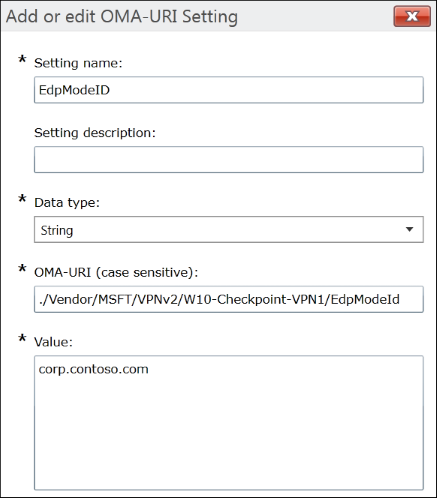 Add or edit OMA-URI Setting
* Setting name:
EdpModeID
Setting description:
* Data type:
String
* OMA-URI (case sensitive):
./Vendor/MSFT/VPNv2/W10-Checkpoint-VPN1/EdpModeId
* Value:
corp.contoso.com